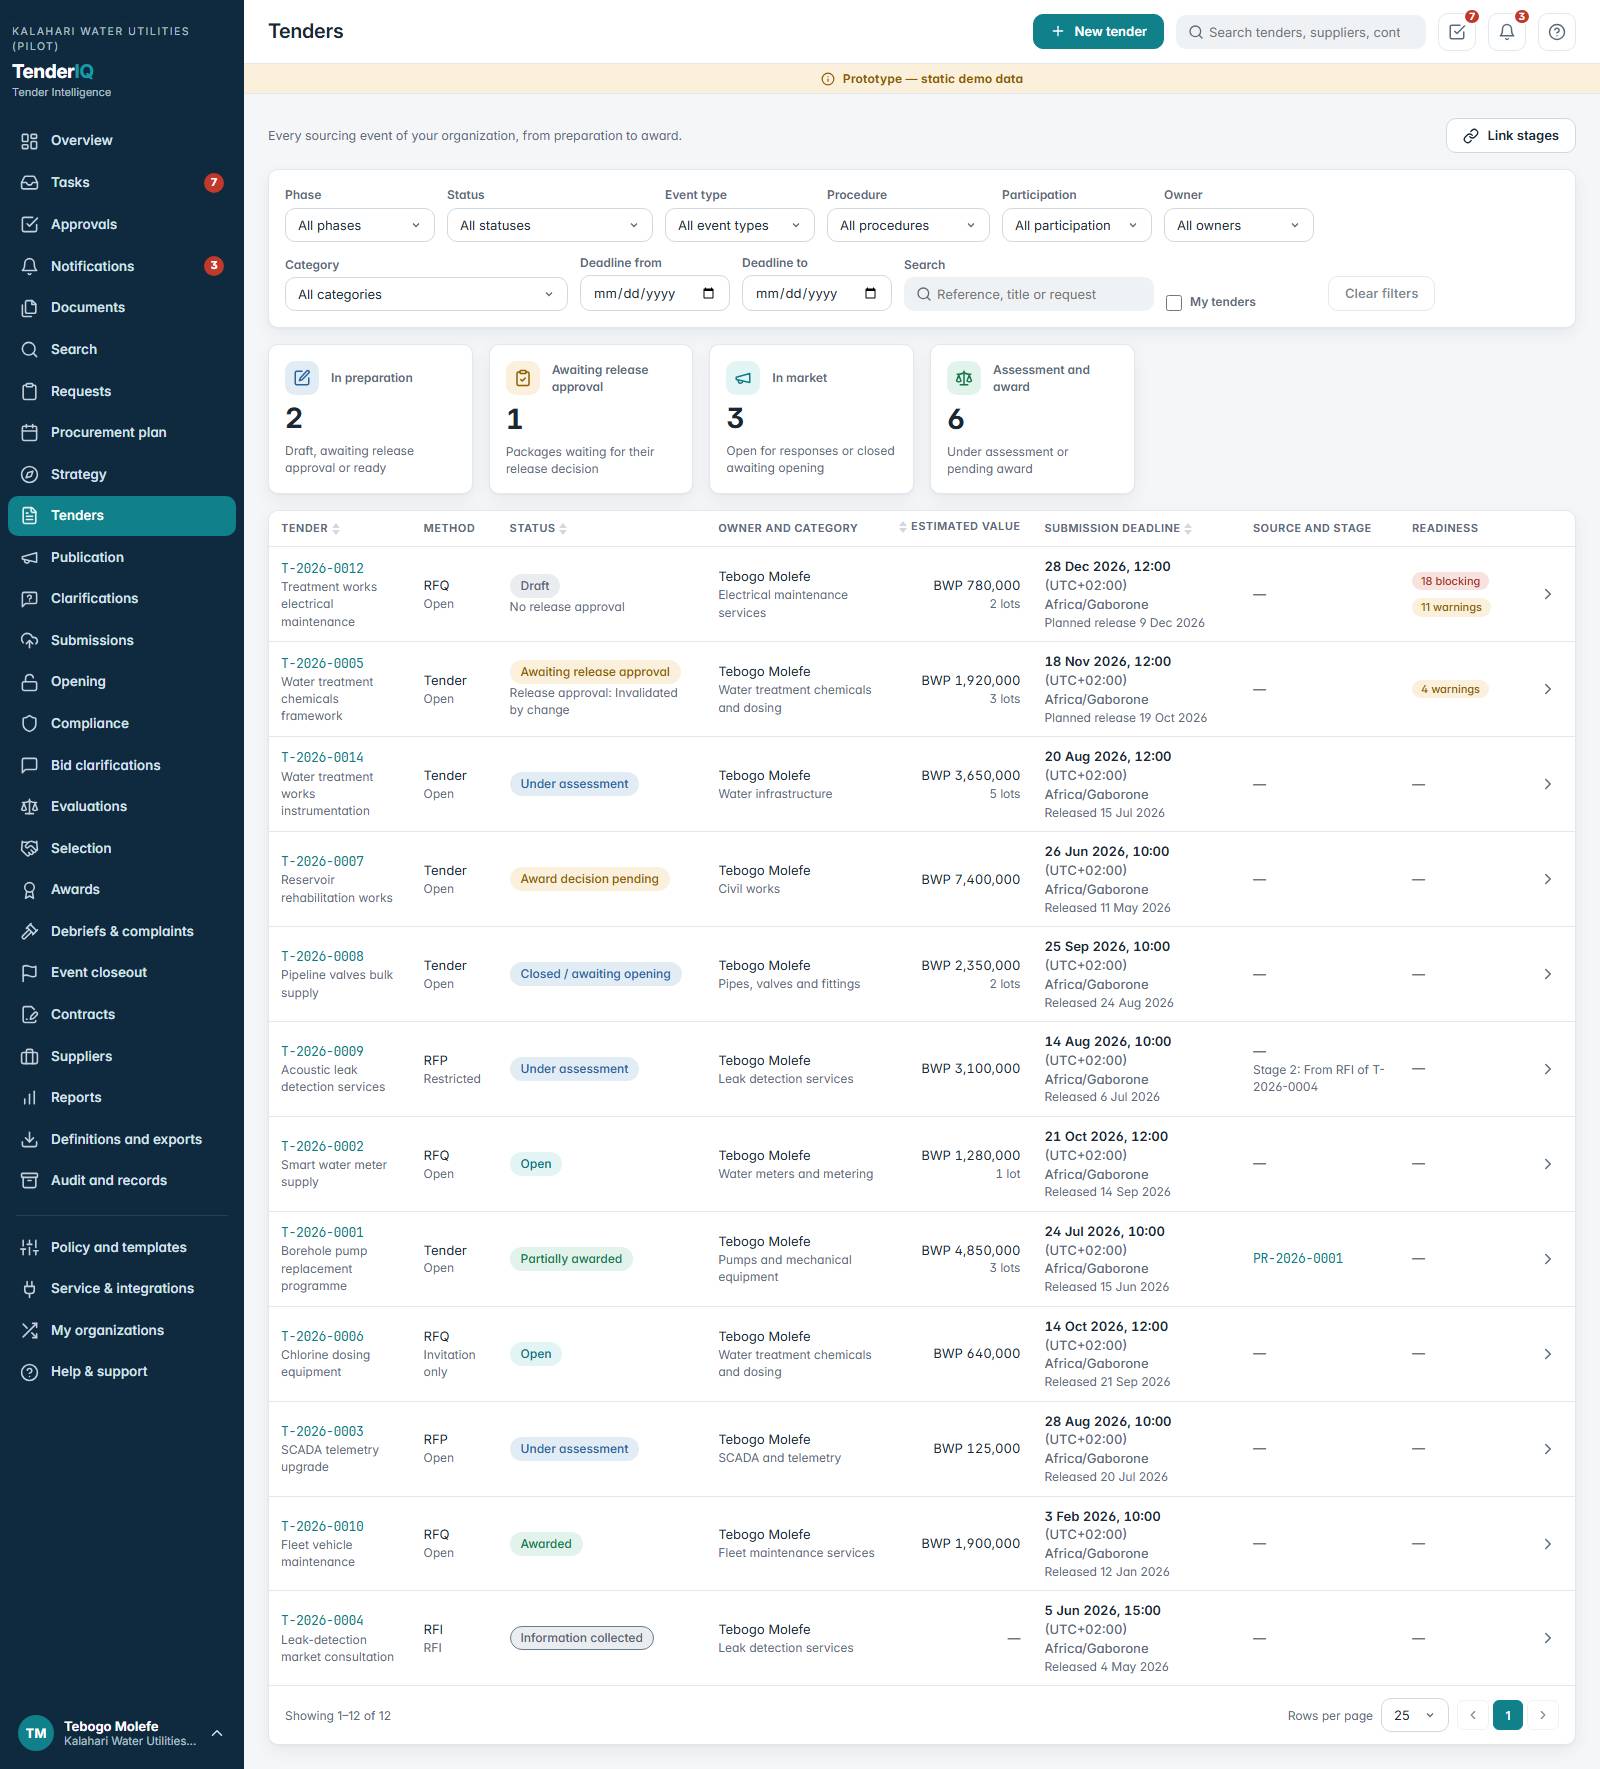 KALAHARI WATER UTILITIES
(PILOT)
TenderIQ
Tender Intelligence
Overview
Tasks 7
Approvals
Notifications 3
Documents
Search
Requests
Procurement plan
Strategy
Tenders
Publication
Clarifications
Submissions
Opening
Compliance
Bid clarifications
Evaluations
Selection
Awards
Debriefs & complaints
Event closeout
Contracts
Suppliers
Reports
Definitions and exports
Audit and records
Policy and templates
Service & integrations
My organizations
Help & support
TM
Tebogo Molefe
Kalahari Water Utilities...
Tenders
New tender
Search tenders, suppliers, cont
7
3
Prototype — static demo data
Every sourcing event of your organization, from preparation to award.
Link stages
Phase Status Event type Procedure Participation Owner
All phases All statuses All event types All procedures All participation All owners
Category Deadline from Deadline to Search
All categories mm/dd/yyyy mm/dd/yyyy Reference, title or request My tenders Clear filters
In preparation
2
Draft, awaiting release
approval or ready
Awaiting release
approval
1
Packages waiting for their
release decision
In market
3
Open for responses or closed
awaiting opening
Assessment and
award
6
Under assessment or
pending award
TENDER METHOD STATUS OWNER AND CATEGORY ESTIMATED VALUE SUBMISSION DEADLINE SOURCE AND STAGE READINESS
T-2026-0012
Treatment works
electrical
maintenance
RFQ
Open
Draft
No release approval
Tebogo Molefe
Electrical maintenance
services
BWP 780,000
2 lots
28 Dec 2026, 12:00
(UTC+02:00)
Africa/Gaborone
Planned release 9 Dec 2026
—
18 blocking
11 warnings
T-2026-0005
Water treatment
chemicals
framework
Tender
Open
Awaiting release approval
Release approval: Invalidated
by change
Tebogo Molefe
Water treatment chemicals
and dosing
BWP 1,920,000
3 lots
18 Nov 2026, 12:00
(UTC+02:00)
Africa/Gaborone
Planned release 19 Oct 2026
—
4 warnings
T-2026-0014
Water treatment
works
instrumentation
Tender
Open
Under assessment
Tebogo Molefe
Water infrastructure
BWP 3,650,000
5 lots
20 Aug 2026, 12:00
(UTC+02:00)
Africa/Gaborone
Released 15 Jul 2026
—
—
T-2026-0007
Reservoir
rehabilitation works
Tender
Open
Award decision pending
Tebogo Molefe
Civil works
BWP 7,400,000
26 Jun 2026, 10:00
(UTC+02:00)
Africa/Gaborone
Released 11 May 2026
—
—
T-2026-0008
Pipeline valves bulk
supply
Tender
Open
Closed / awaiting opening
Tebogo Molefe
Pipes, valves and fittings
BWP 2,350,000
2 lots
25 Sep 2026, 10:00
(UTC+02:00)
Africa/Gaborone
Released 24 Aug 2026
—
—
T-2026-0009
Acoustic leak
detection services
RFP
Restricted
Under assessment
Tebogo Molefe
Leak detection services
BWP 3,100,000
14 Aug 2026, 10:00
(UTC+02:00)
Africa/Gaborone
Released 6 Jul 2026
—
Stage 2: From RFI of T-
2026-0004
—
T-2026-0002
Smart water meter
supply
RFQ
Open
Open
Tebogo Molefe
Water meters and metering
BWP 1,280,000
1 lot
21 Oct 2026, 12:00
(UTC+02:00)
Africa/Gaborone
Released 14 Sep 2026
—
—
T-2026-0001
Borehole pump
replacement
programme
Tender
Open
Partially awarded
Tebogo Molefe
Pumps and mechanical
equipment
BWP 4,850,000
3 lots
24 Jul 2026, 10:00
(UTC+02:00)
Africa/Gaborone
Released 15 Jun 2026
PR-2026-0001
—
T-2026-0006
Chlorine dosing
equipment
RFQ
Invitation
only
Open
Tebogo Molefe
Water treatment chemicals
and dosing
BWP 640,000
14 Oct 2026, 12:00
(UTC+02:00)
Africa/Gaborone
Released 21 Sep 2026
—
—
T-2026-0003
SCADA telemetry
upgrade
RFP
Open
Under assessment
Tebogo Molefe
SCADA and telemetry
BWP 125,000
28 Aug 2026, 10:00
(UTC+02:00)
Africa/Gaborone
Released 20 Jul 2026
—
—
T-2026-0010
Fleet vehicle
maintenance
RFQ
Open
Awarded
Tebogo Molefe
Fleet maintenance services
BWP 1,900,000
3 Feb 2026, 10:00
(UTC+02:00)
Africa/Gaborone
Released 12 Jan 2026
—
—
T-2026-0004
Leak-detection
market consultation
RFI
RFI
Information collected
Tebogo Molefe
Leak detection services
—
5 Jun 2026, 15:00
(UTC+02:00)
Africa/Gaborone
Released 4 May 2026
—
—
Showing 1–12 of 12
Rows per page 25 1